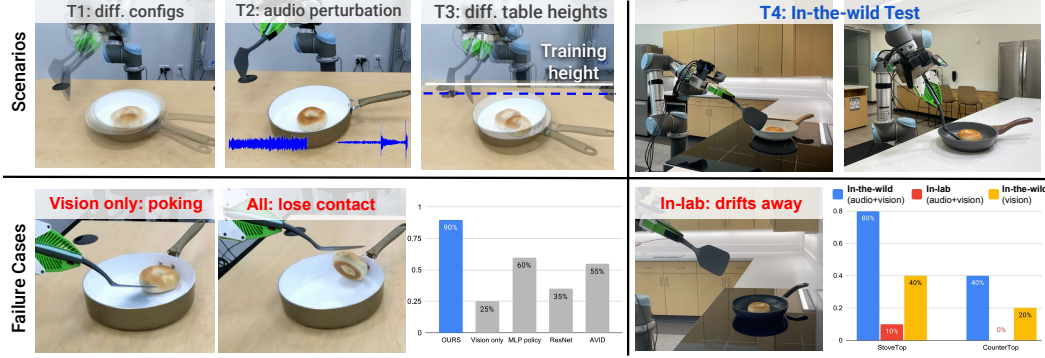 Scenarios
T1: diff. configs
T2: audio perturbation
T3: diff. table heights
Training
height
T4: In-the-wild Test
Failure Cases
Vision only: poking
All: lose contact
1
0.75
0.5
0.25
0
90%
25%
60%
35%
55%
OURS
Vision only
MLP policy
ResNet
AVID
In-lab: drifts away
In-the-wild
(audio+vision)
In-lab
(audio+vision)
In-the-wild
(vision)
0.8
0.6
0.4
0.2
0
80%
10%
40%
40%
0%
20%
StoveTop
CounterTop